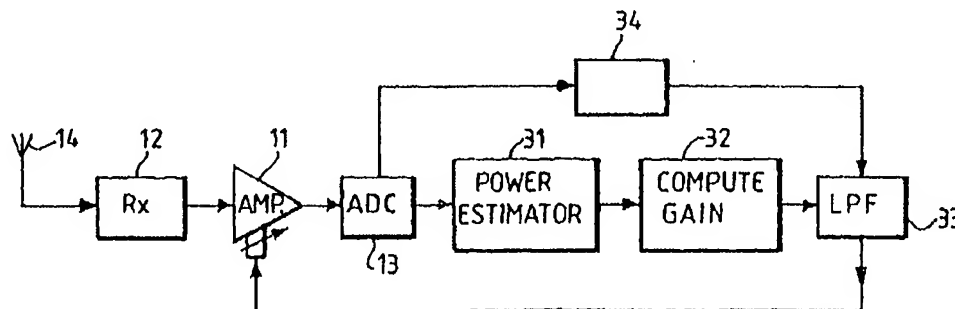 34
14
12
11
31
32
Rx
AMP.
ADC
POWER
ESTIMATOR
COMPUTE
GAIN
LPF
33
13